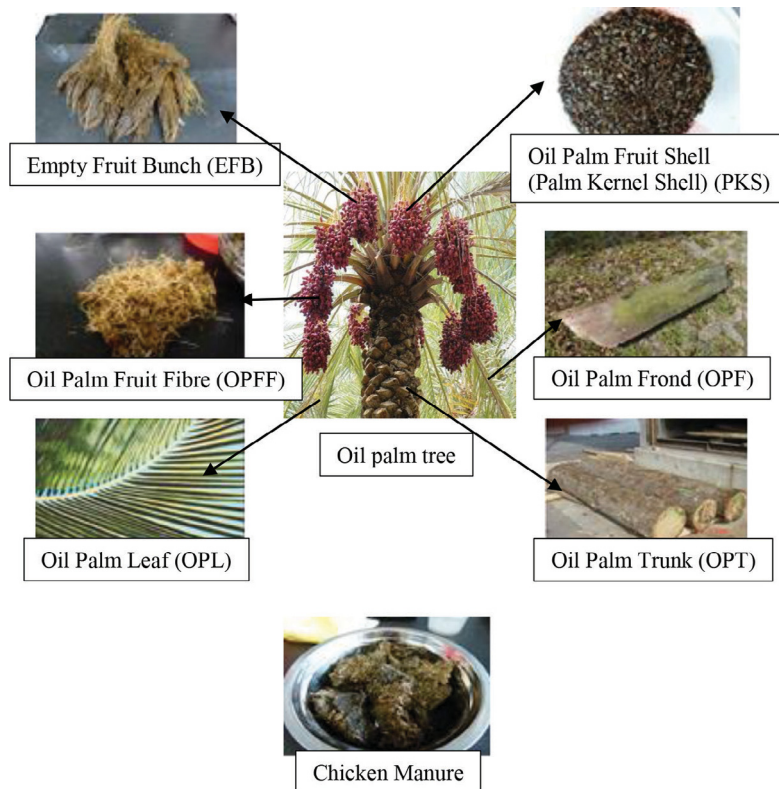 Empty Fruit Bunch (EFB)
Oil Palm Fruit Shell
(Palm Kernel Shell) (PKS)
Oil Palm Fruit Fibre (OPFF)
Oil Palm Frond (OPF)
Oil palm tree
Oil Palm Leaf (OPL)
Oil Palm Trunk (OPT)
Chicken Manure